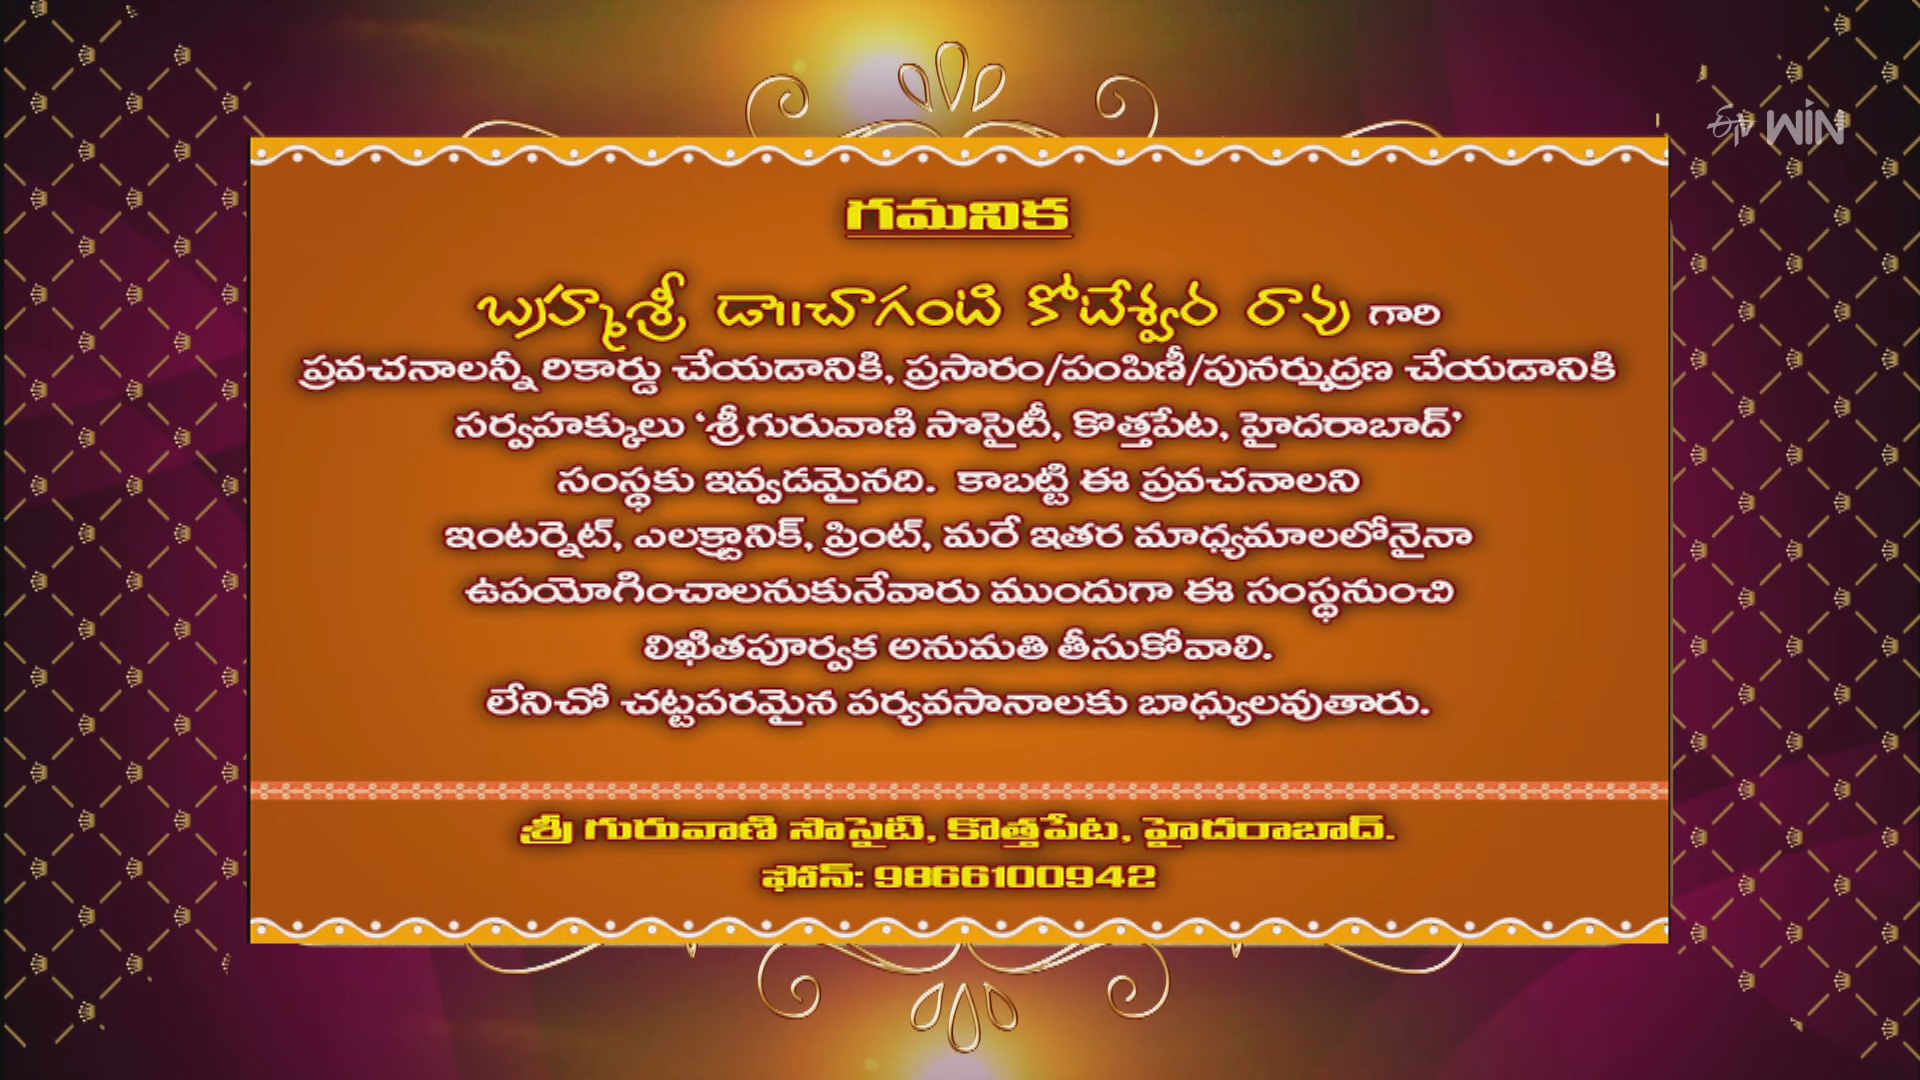 ఈటీవీ WIN
గమనిక
బ్రహ్మశ్రీ డా॥చాగంటి కోటేశ్వర రావు గారి
ప్రవచనాలన్నీ రికార్డు చేయడానికి, ప్రసారం/పంపిణీ/పునర్ముద్రణ చేయడానికి
సర్వహక్కులు ‘శ్రీగురువాణి సొసైటీ, కొత్తపేట, హైదరాబాద్’
సంస్థకు ఇవ్వడమైనది. కాబట్టి ఈ ప్రవచనాలని
ఇంటర్నెట్, ఎలక్ట్రానిక్, ప్రింట్, మరే ఇతర మాధ్యమాలలోనైనా
ఉపయోగించాలనుకునేవారు ముందుగా ఈ సంస్థనుంచి
లిఖితపూర్వక అనుమతి తీసుకోవాలి.
లేనిచో చట్టపరమైన పర్యవసానాలకు బాధ్యులవుతారు.
శ్రీ గురువాణి సొసైటి, కొత్తపేట, హైదరాబాద్.
ఫోన్: 9866100942